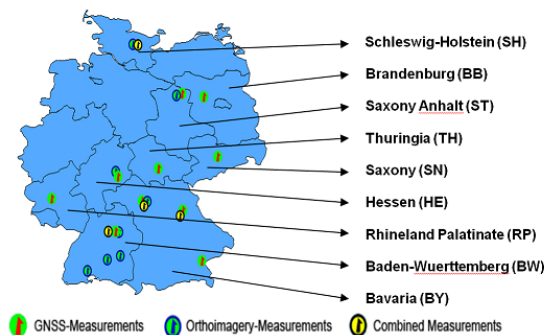 Schleswig-Holstein (SH)
Brandenburg (BB)
Saxony Anhalt (ST)
Thuringia (TH)
Saxony (SN)
Hessen (HE)
Rhineland Palatinate (RP)
Baden-Wuerttemberg (BW)
Bavaria (BY)
GNSS-Measurements Orthoimagery-Measurements Combined Measurements